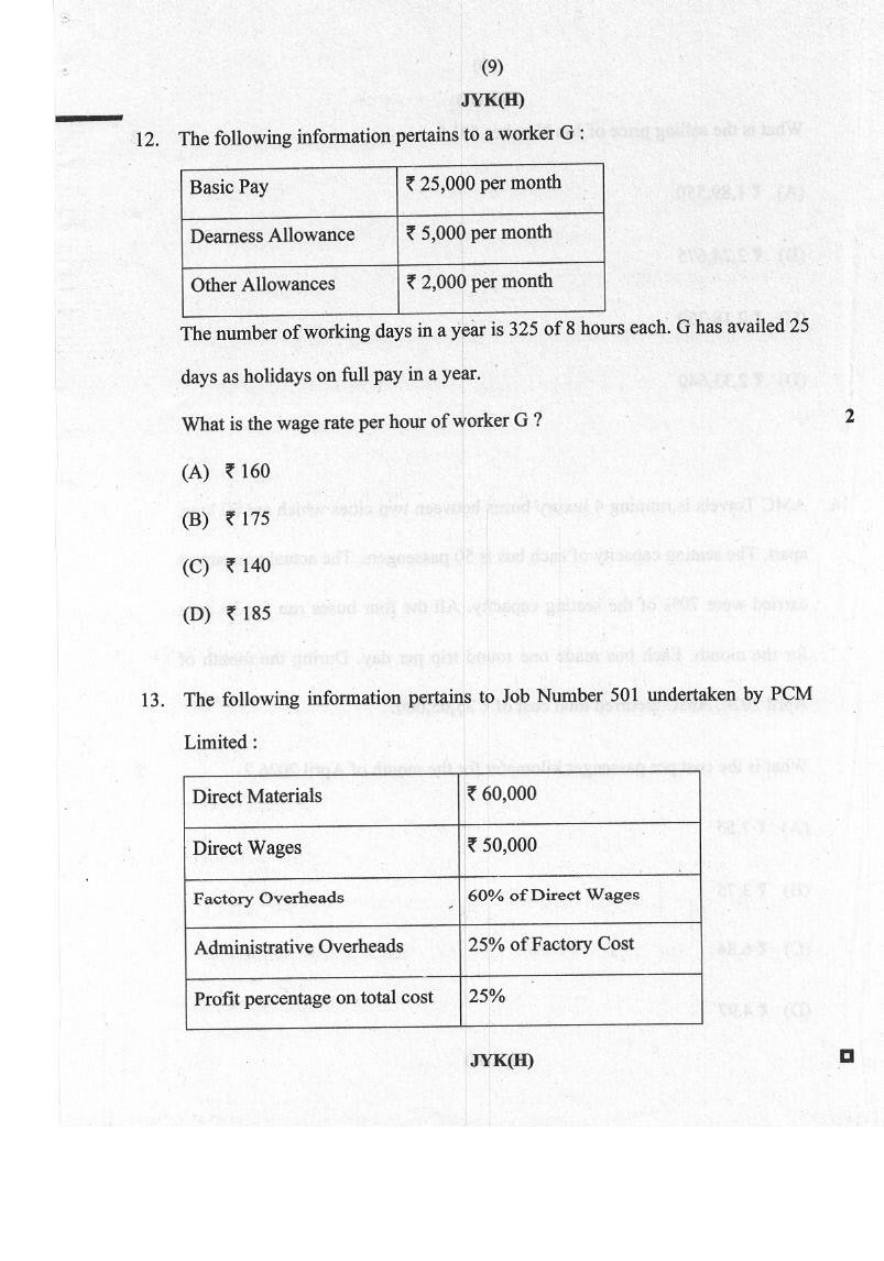 (9)
JYK(H)
12. The following information pertains to a worker G :
Basic Pay ₹ 25,000 per month
Dearness Allowance ₹ 5,000 per month
Other Allowances ₹ 2,000 per month
The number of working days in a year is 325 of 8 hours each. G has availed 25
days as holidays on full pay in a year.
What is the wage rate per hour of worker G ? 2
(A) ₹ 160
(B) ₹ 175
(C) ₹ 140
(D) ₹ 185
13. The following information pertains to Job Number 501 undertaken by PCM
Limited :
Direct Materials ₹ 60,000
Direct Wages ₹ 50,000
Factory Overheads 60% of Direct Wages
Administrative Overheads 25% of Factory Cost
Profit percentage on total cost 25%
JYK(H)